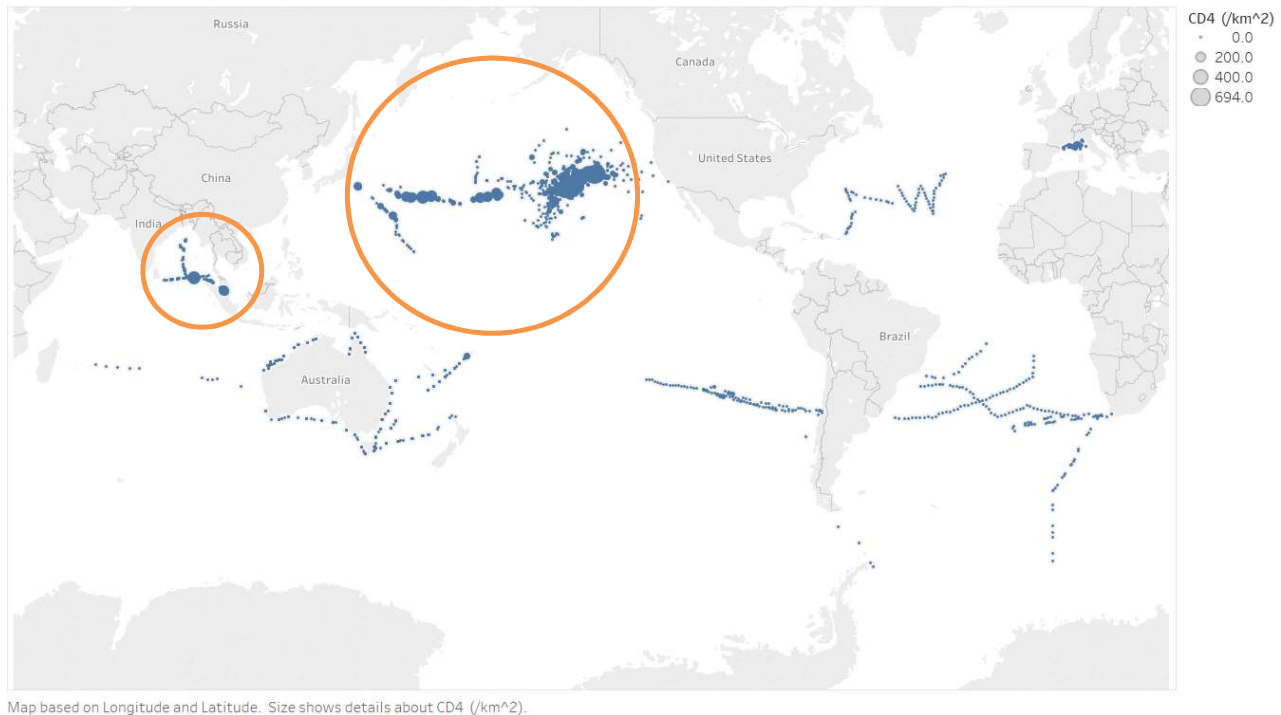 CD4 (/km^2)
0.0
200.0
400.0
694.0
Russia
Canada
United States
China
India
Brazil
Australia
Map based on Longitude and Latitude. Size shows details about CD4 (/km^2).